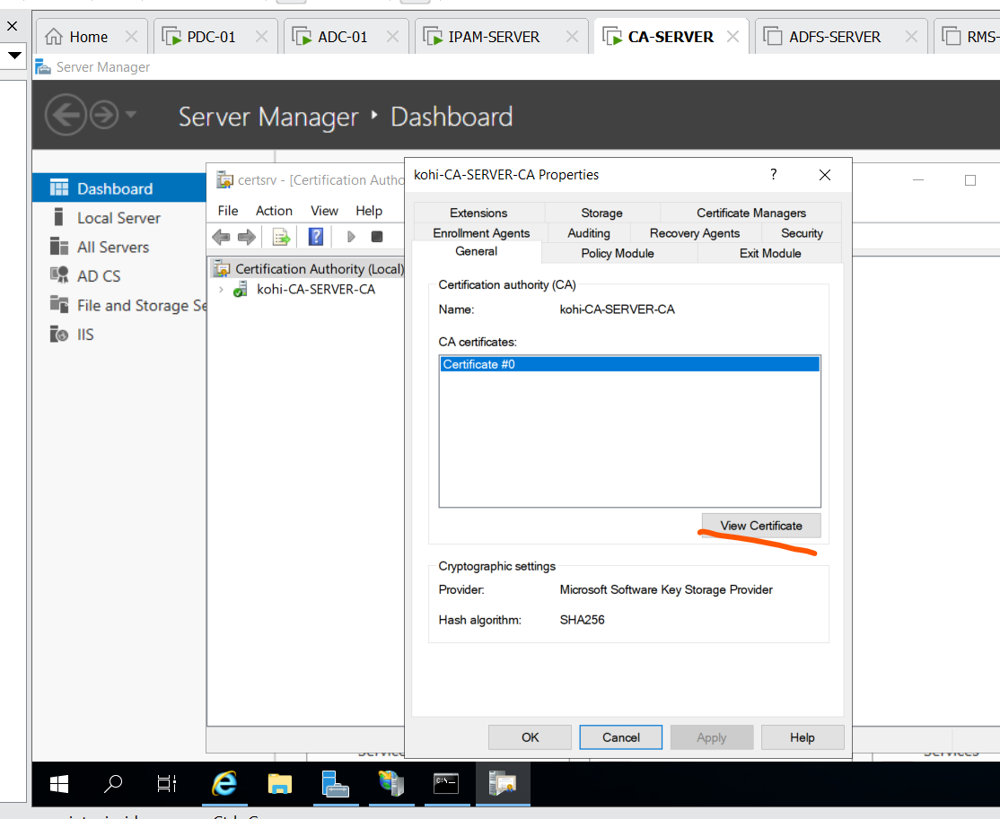 Home
PDC-01
ADC-01
IPAM-SERVER
CA-SERVER
ADFS-SERVER
RMS-
Server Manager
Server Manager • Dashboard
Dashboard
Local Server
All Servers
AD CS
File and Storage Se
IIS
certsrv - [Certification Autho
File Action View Help
Certification Authority (Local)
kohi-CA-SERVER-CA
kohi-CA-SERVER-CA Properties
?
Extensions Storage Certificate Managers
Enrollment Agents Auditing Recovery Agents Security
General Policy Module Exit Module
Certification authority (CA)
Name: kohi-CA-SERVER-CA
CA certificates:
Certificate #0
View Certificate
Cryptographic settings
Provider: Microsoft Software Key Storage Provider
Hash algorithm: SHA256
OK Cancel Apply Help